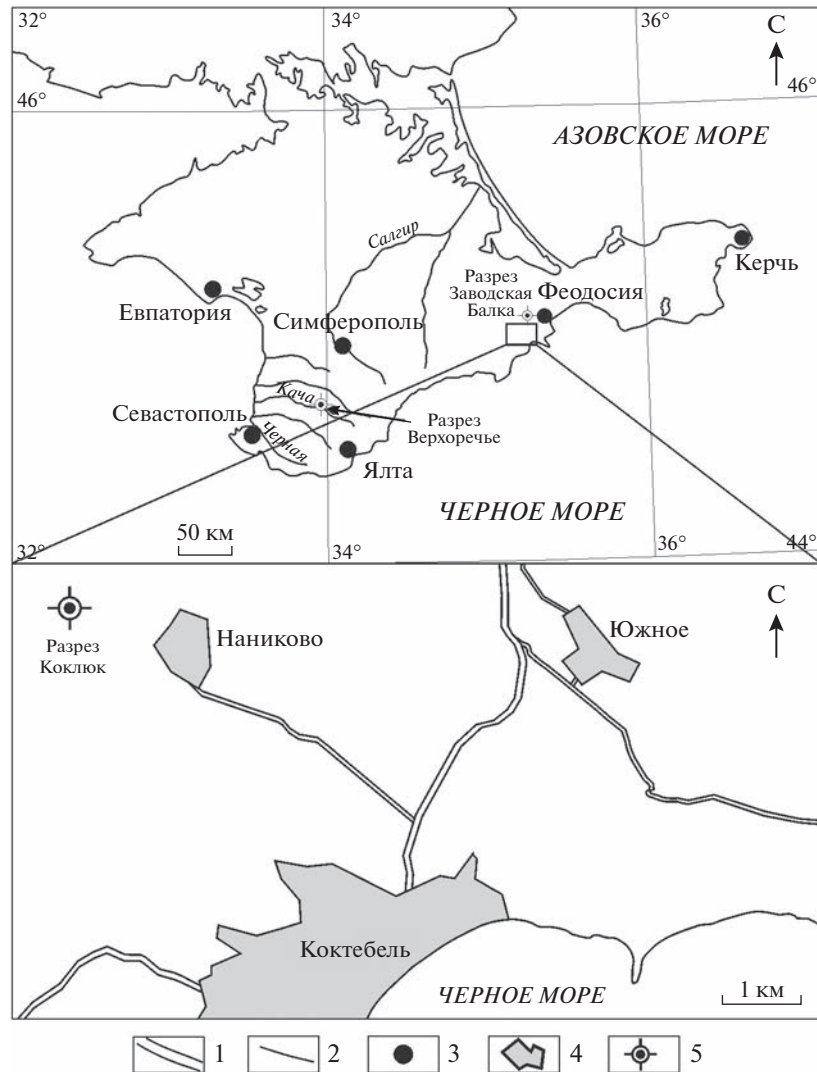 32°
34°
36°
С
46°
46°
АЗОВСКОЕ МОРЕ
Салгир
Керчь
Разрез
Заводская
Балка
Феодосия
Евпатория
Симферополь
Кача
Севастополь
Черная
Разрез
Верхоречье
Ялта
ЧЕРНОЕ МОРЕ
50 км
32°
34°
36°
44°
С
Разрез
Коклюк
Наниково
Южное
Коктебель
ЧЕРНОЕ МОРЕ
1 км
1
2
3
4
5